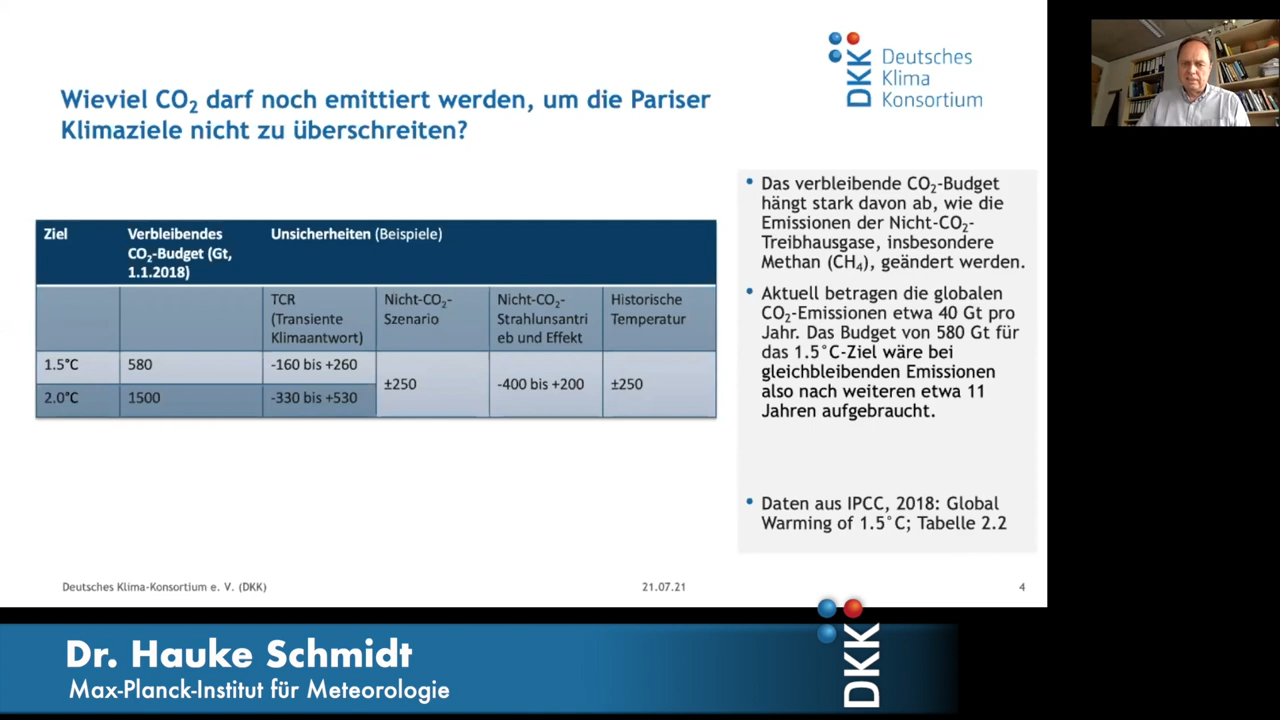 DKK
Deutsches
Klima
Konsortium
Wieviel CO₂ darf noch emittiert werden, um die Pariser
Klimaziele nicht zu überschreiten?
Ziel
Verbleibendes
CO₂-Budget (Gt,
1.1.2018)
Unsicherheiten (Beispiele)
TCR
(Transiente
Klimaantwort)
Nicht-CO₂-
Szenario
Nicht-CO₂-
Strahlunsantri
eb und Effekt
Historische
Temperatur
1.5°C
580
-160 bis +260
±250
-400 bis +200
±250
2.0°C
1500
-330 bis +530
• Das verbleibende CO₂-Budget
hängt stark davon ab, wie die
Emissionen der Nicht-CO₂-
Treibhausgase, insbesondere
Methan (CH₄), geändert werden.
• Aktuell betragen die globalen
CO₂-Emissionen etwa 40 Gt pro
Jahr. Das Budget von 580 Gt für
das 1.5°C-Ziel wäre bei
gleichbleibenden Emissionen
also nach weiteren etwa 11
Jahren aufgebraucht.
• Daten aus IPCC, 2018: Global
Warming of 1.5°C; Tabelle 2.2
Deutsches Klima-Konsortium e. V. (DKK)
21.07.21
4
Dr. Hauke Schmidt
Max-Planck-Institut für Meteorologie
DKK